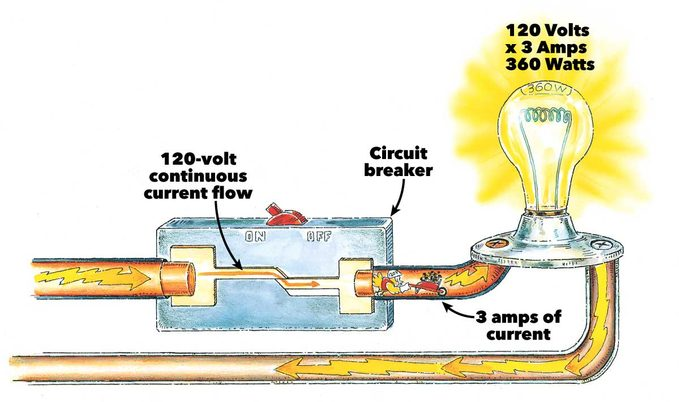 120 Volts
x 3 Amps
360 Watts
(360W)
120-volt
continuous
current flow
Circuit
breaker
ON OFF
3 amps of
current